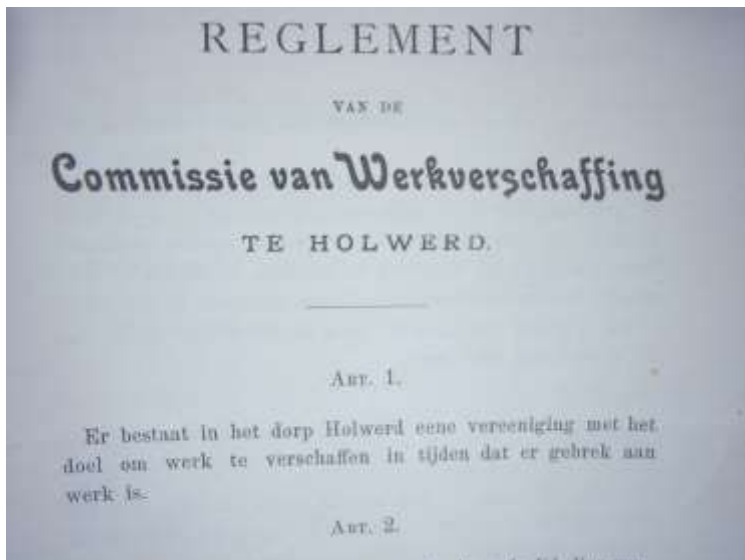 REGLEMENT
VAN DE
Commissie van Werkverschaffing
TE HOLWERD.
ART. 1.
Er bestaat in het dorp Holwerd eene vereeniging met het
doel om werk te verschaffen in tijden dat er gebrek aan
werk is.
ART. 2.